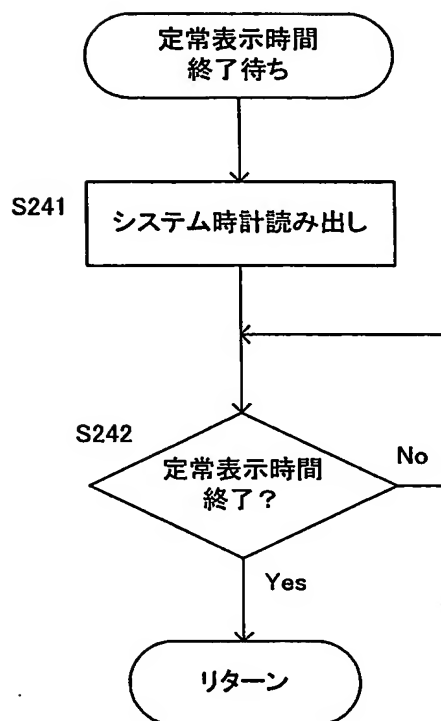 定常表示時間
終了待ち
S241
システム時計読み出し
S242
定常表示時間
終了？
No
Yes
リターン